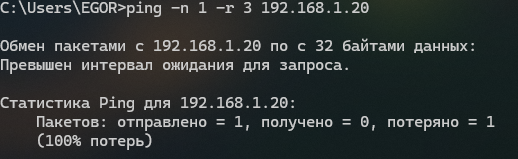 C:\Users\EGOR>ping -n 1 -r 3 192.168.1.20
Обмен пакетами с 192.168.1.20 по с 32 байтами данных:
Превышен интервал ожидания для запроса.
Статистика Ping для 192.168.1.20:
Пакетов: отправлено = 1, получено = 0, потеряно = 1
(100% потерь)